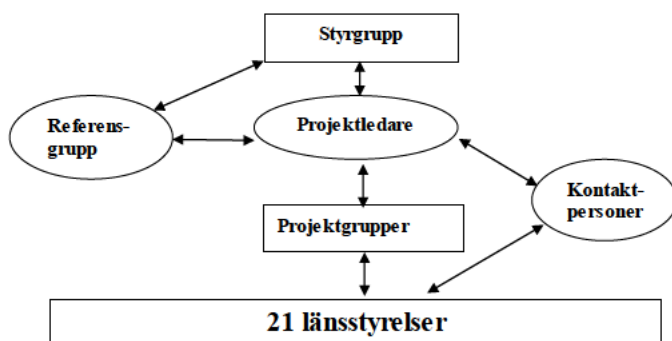 Styrgrupp
Referens-
grupp
Projektledare
Kontakt-
personer
Projektgrupper
21 länsstyrelser